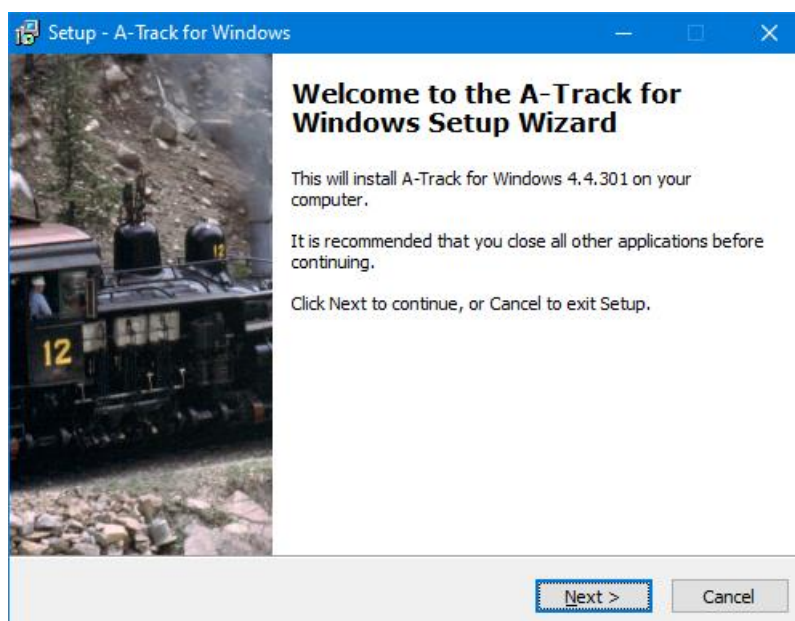 Setup - A-Track for Windows
Welcome to the A-Track for
Windows Setup Wizard
This will install A-Track for Windows 4.4.301 on your
computer.
It is recommended that you close all other applications before
continuing.
Click Next to continue, or Cancel to exit Setup.
12
12
Next >
Cancel